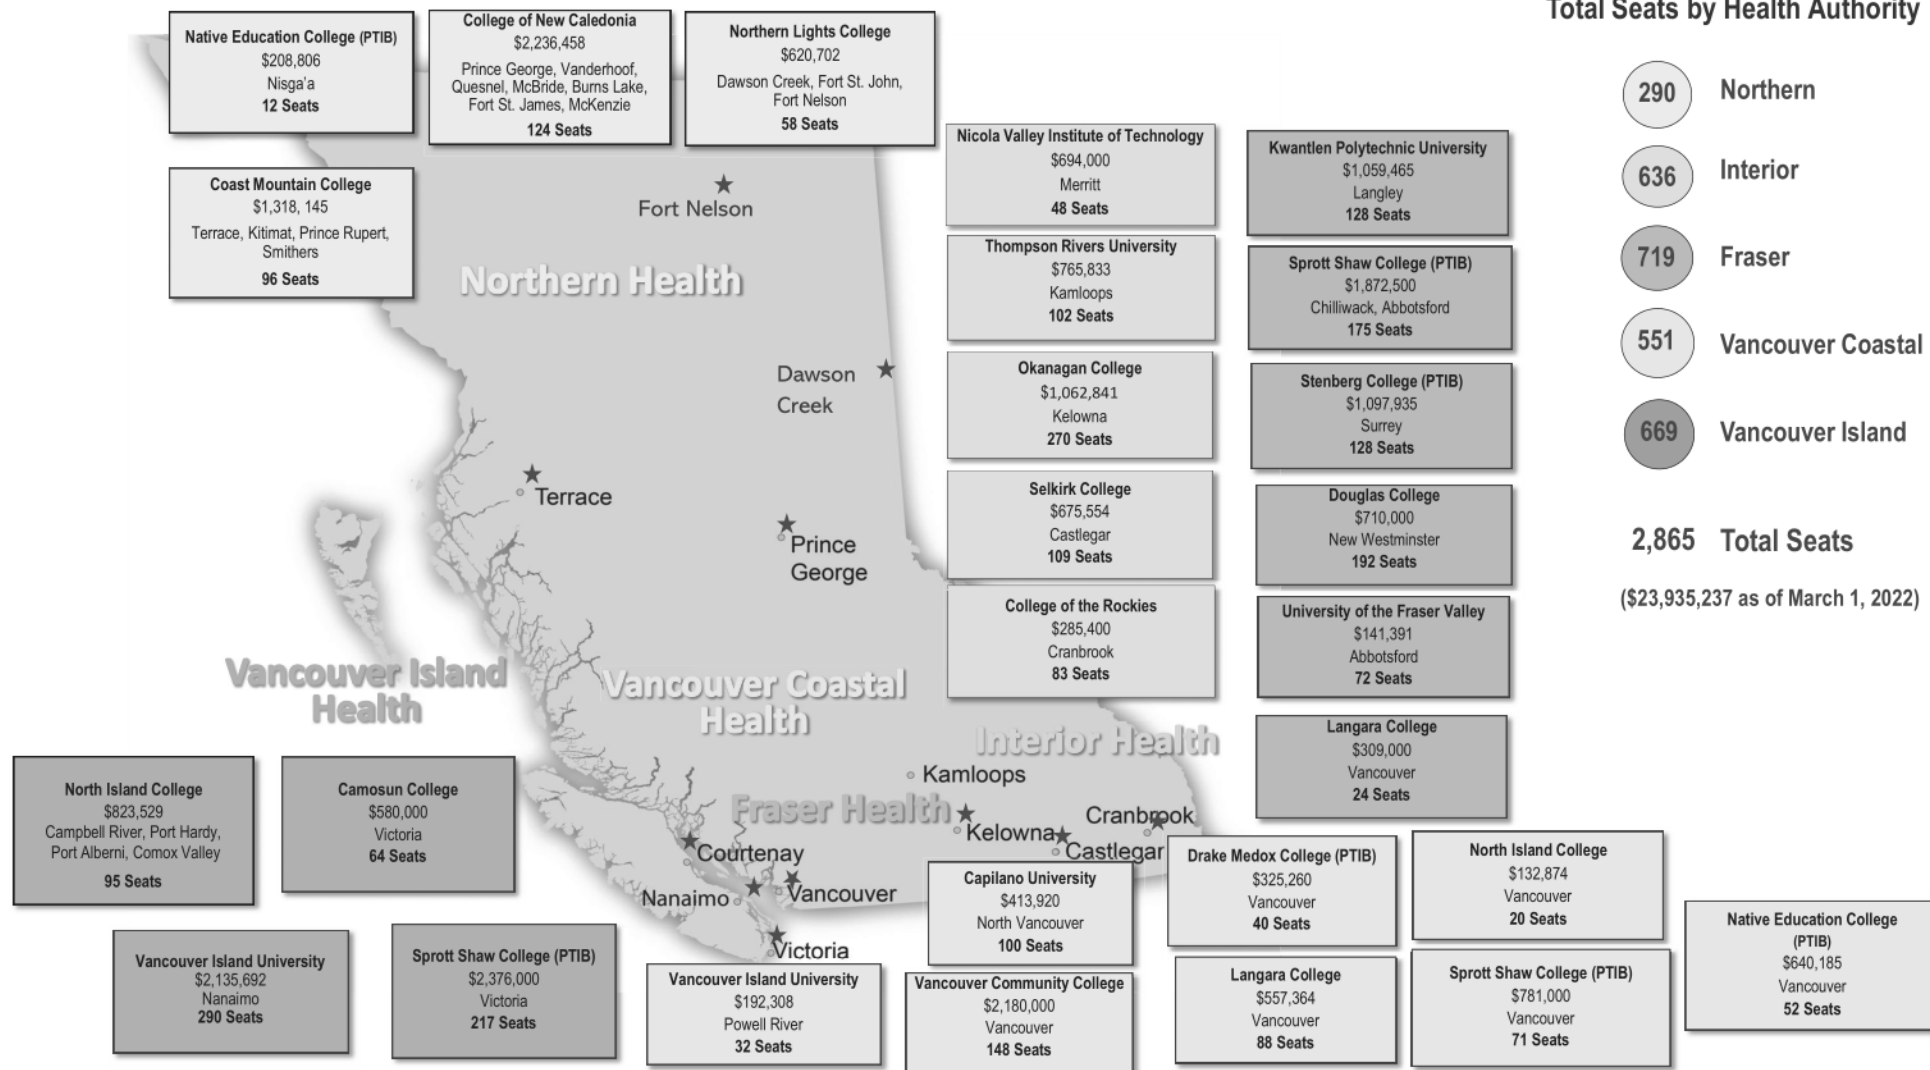 Native Education College (PTIB)
$208,806
Nisga'a
12 Seats
College of New Caledonia
$2,236,458
Prince George, Vanderhoof,
Quesnel, McBride, Burns Lake,
Fort St. James, McKenzie
124 Seats
Northern Lights College
$620,702
Dawson Creek, Fort St. John,
Fort Nelson
58 Seats
Coast Mountain College
$1,318, 145
Terrace, Kitimat, Prince Rupert,
Smithers
96 Seats
Nicola Valley Institute of Technology
$694,000
Merritt
48 Seats
Thompson Rivers University
$765,833
Kamloops
102 Seats
Okanagan College
$1,062,841
Kelowna
270 Seats
Selkirk College
$675,554
Castlegar
109 Seats
College of the Rockies
$285,400
Cranbrook
83 Seats
Kwantlen Polytechnic University
$1,059,465
Langley
128 Seats
Sprott Shaw College (PTIB)
$1,872,500
Chilliwack, Abbotsford
175 Seats
Stenberg College (PTIB)
$1,097,935
Surrey
128 Seats
Douglas College
$710,000
New Westminster
192 Seats
University of the Fraser Valley
$141,391
Abbotsford
72 Seats
Langara College
$309,000
Vancouver
24 Seats
Total Seats by Health Authority
290 Northern
636 Interior
719 Fraser
551 Vancouver Coastal
669 Vancouver Island
2,865 Total Seats
($23,935,237 as of March 1, 2022)
Fort Nelson
Northern Health
Dawson
Creek
Terrace
Prince
George
Vancouver Island
Health
Vancouver Coastal
Health
Interior Health
Kamloops
Fraser Health
Cranbrook
Kelowna
Castlegar
Courtenay
Nanaimo
Vancouver
Victoria
North Island College
$823,529
Campbell River, Port Hardy,
Port Alberni, Comox Valley
95 Seats
Camosun College
$580,000
Victoria
64 Seats
Vancouver Island University
$2,135,692
Nanaimo
290 Seats
Sprott Shaw College (PTIB)
$2,376,000
Victoria
217 Seats
Vancouver Island University
$192,308
Powell River
32 Seats
Capilano University
$413,920
North Vancouver
100 Seats
Vancouver Community College
$2,180,000
Vancouver
148 Seats
Drake Medox College (PTIB)
$325,260
Vancouver
40 Seats
Langara College
$557,364
Vancouver
88 Seats
North Island College
$132,874
Vancouver
20 Seats
Sprott Shaw College (PTIB)
$781,000
Vancouver
71 Seats
Native Education College
(PTIB)
$640,185
Vancouver
52 Seats